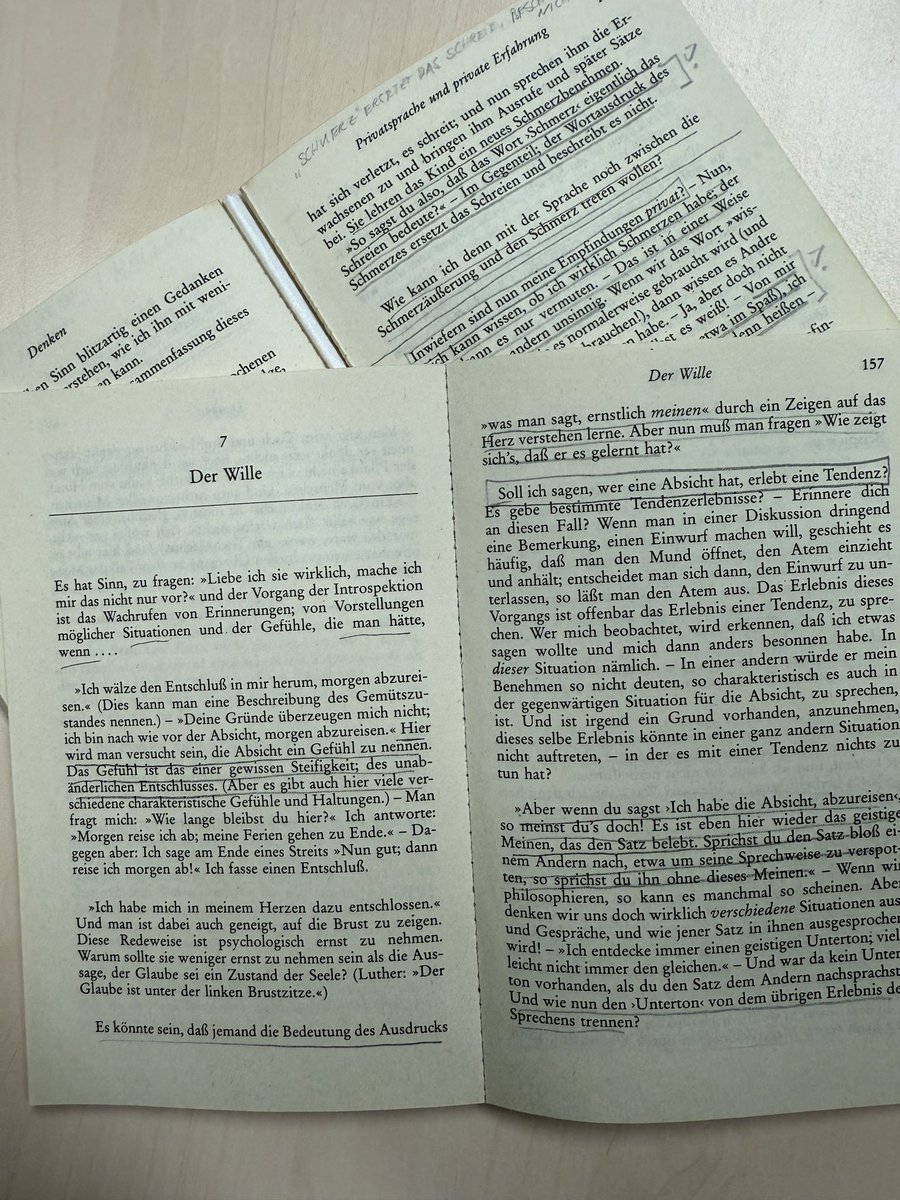 "SCHMERZ" ERSETZT DAS SCHREIE,
Privatsprache und private Erfahrung
hat sich verletzt, es schreit; und nun sprechen ihm die Er-
wachsenen zu und bringen ihm Ausrufe und später Sätze
bei. Sie lehren das Kind ein neues Schmerzbenehmen.
»So sagst du also, daß das Wort ›Schmerz‹ eigentlich das
Schreien bedeute?« – Im Gegenteil; der Wortausdruck des
Schmerzes ersetzt das Schreien und beschreibt es nicht.
Wie kann ich denn mit der Sprache noch zwischen die
Schmerzäußerung und den Schmerz treten wollen?
Inwiefern sind nun meine Empfindungen privat? – Nun,
ich kann wissen, ob ich wirklich Schmerzen habe; der
kann es nur vermuten. – Das ist in einer Weise
andern unsinnig. Wenn wir das Wort »wis-
es normalerweise gebraucht wird (und
brauchen!), dann wissen es Andre
haben. – Ja, aber doch nicht
selbst es weiß! – Von mir
etwa im Spaß), ich
denn heißen –
Denken
Sinn blitzartig einen Gedanken
erstehen, wie ich ihn mit weni-
en kann.
sammenfassung dieses
ochenen
7
Der Wille
Es hat Sinn, zu fragen: »Liebe ich sie wirklich, mache ich
mir das nicht nur vor?« und der Vorgang der Introspektion
ist das Wachrufen von Erinnerungen; von Vorstellungen
möglicher Situationen und der Gefühle, die man hätte,
wenn ....
»Ich wälze den Entschluß in mir herum, morgen abzurei-
sen.« (Dies kann man eine Beschreibung des Gemütszu-
standes nennen.) – »Deine Gründe überzeugen mich nicht;
ich bin nach wie vor der Absicht, morgen abzureisen.« Hier
wird man versucht sein, die Absicht ein Gefühl zu nennen.
Das Gefühl ist das einer gewissen Steifigkeit; des unab-
änderlichen Entschlusses. (Aber es gibt auch hier viele ver-
schiedene charakteristische Gefühle und Haltungen.) – Man
fragt mich: »Wie lange bleibst du hier?« Ich antworte:
»Morgen reise ich ab; meine Ferien gehen zu Ende.« – Da-
gegen aber: Ich sage am Ende eines Streits »Nun gut; dann
reise ich morgen ab!« Ich fasse einen Entschluß.
»Ich habe mich in meinem Herzen dazu entschlossen.«
Und man ist dabei auch geneigt, auf die Brust zu zeigen.
Diese Redeweise ist psychologisch ernst zu nehmen.
Warum sollte sie weniger ernst zu nehmen sein als die Aus-
sage, der Glaube sei ein Zustand der Seele? (Luther: »Der
Glaube ist unter der linken Brustzitze.«)
Es könnte sein, daß jemand die Bedeutung des Ausdrucks
Der Wille 157
»was man sagt, ernstlich meinen« durch ein Zeigen auf das
Herz verstehen lerne. Aber nun muß man fragen »Wie zeigt
sich's, daß er es gelernt hat?«
Soll ich sagen, wer eine Absicht hat, erlebt eine Tendenz?
Es gebe bestimmte Tendenzerlebnisse? – Erinnere dich
an diesen Fall? Wenn man in einer Diskussion dringend
eine Bemerkung, einen Einwurf machen will, geschieht es
häufig, daß man den Mund öffnet, den Atem einzieht
und anhält; entscheidet man sich dann, den Einwurf zu un-
terlassen, so läßt man den Atem aus. Das Erlebnis dieses
Vorgangs ist offenbar das Erlebnis einer Tendenz, zu spre-
chen. Wer mich beobachtet, wird erkennen, daß ich etwas
sagen wollte und mich dann anders besonnen habe. In
dieser Situation nämlich. – In einer andern würde er mein
Benehmen so nicht deuten, so charakteristisch es auch in
der gegenwärtigen Situation für die Absicht, zu sprechen,
ist. Und ist irgend ein Grund vorhanden, anzunehmen,
dieses selbe Erlebnis könnte in einer ganz andern Situation
nicht auftreten, – in der es mit einer Tendenz nichts zu
tun hat?
»Aber wenn du sagst ›Ich habe die Absicht, abzureisen‹,
so meinst du's doch! Es ist eben hier wieder das geistige
Meinen, das den Satz belebt. Sprichst du den Satz bloß ei-
nem Andern nach, etwa um seine Sprechweise zu verspot-
ten, so sprichst du ihn ohne dieses Meinen.« – Wenn wir
philosophieren, so kann es manchmal so scheinen. Aber
denken wir uns doch wirklich verschiedene Situationen aus
und Gespräche, und wie jener Satz in ihnen ausgesprochen
wird! – »Ich entdecke immer einen geistigen Unterton; viel
leicht nicht immer den gleichen.« – Und war da kein Unter
ton vorhanden, als du den Satz dem Andern nachsprachst
Und wie nun den ›Unterton‹ von dem übrigen Erlebnis de
Sprechens trennen?